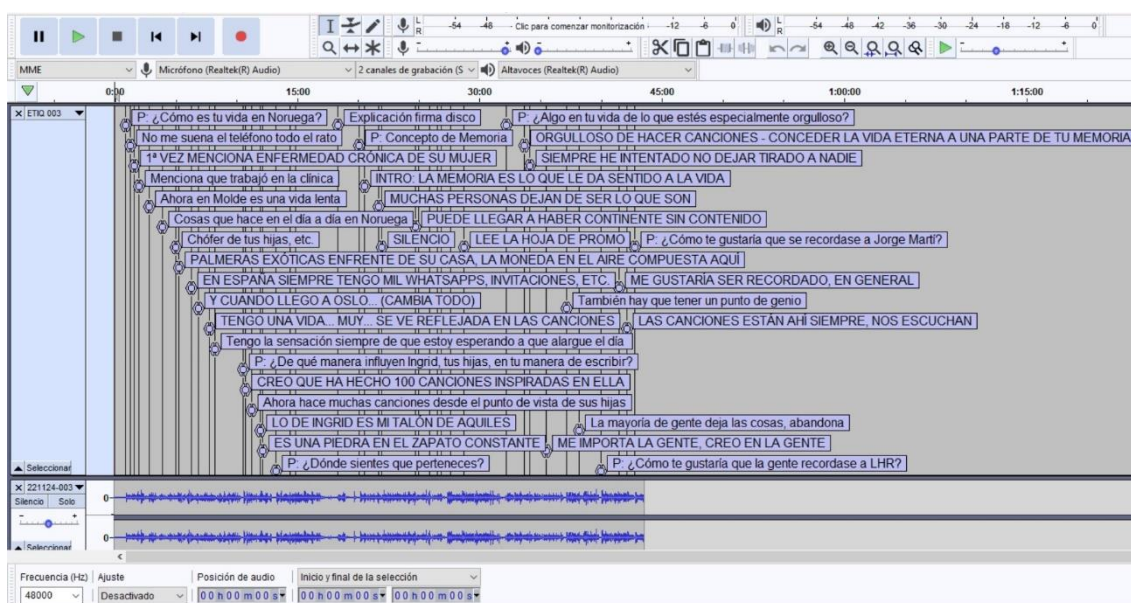 L
R
-54 -48 Clic para comenzar monitorización -12 -6 0
L
R
-54 -48 -42 -36 -30 -24 -18 -12 -6 0
MME
Micrófono (Realtek(R) Audio)
2 canales de grabación (S
Altavoces (Realtek(R) Audio)
0:00 15:00 30:00 45:00 1:00:00 1:15:00
ETIQ 003
P: ¿Cómo es tu vida en Noruega?
Explicación firma disco
P: ¿Algo en tu vida de lo que estés especialmente orgulloso?
No me suena el teléfono todo el rato
P: Concepto de Memoria
ORGULLOSO DE HACER CANCIONES - CONCEDER LA VIDA ETERNA A UNA PARTE DE TU MEMORIA
1ª VEZ MENCIONA ENFERMEDAD CRÓNICA DE SU MUJER
SIEMPRE HE INTENTADO NO DEJAR TIRADO A NADIE
Menciona que trabajó en la clínica
INTRO: LA MEMORIA ES LO QUE LE DA SENTIDO A LA VIDA
Ahora en Molde es una vida lenta
MUCHAS PERSONAS DEJAN DE SER LO QUE SON
Cosas que hace en el día a día en Noruega
PUEDE LLEGAR A HABER CONTINENTE SIN CONTENIDO
Chófer de tus hijas, etc.
SILENCIO
LEE LA HOJA DE PROMO
P: ¿Cómo te gustaría que se recordase a Jorge Martí?
PALMERAS EXÓTICAS ENFRENTE DE SU CASA, LA MONEDA EN EL AIRE COMPUESTA AQUÍ
EN ESPAÑA SIEMPRE TENGO MIL WHATSAPPS, INVITACIONES, ETC.
ME GUSTARÍA SER RECORDADO, EN GENERAL
Y CUANDO LLEGO A OSLO... (CAMBIA TODO)
También hay que tener un punto de genio
TENGO UNA VIDA... MUY... SE VE REFLEJADA EN LAS CANCIONES
LAS CANCIONES ESTÁN AHÍ SIEMPRE, NOS ESCUCHAN
Tengo la sensación siempre de que estoy esperando a que alargue el día
P: ¿De qué manera influyen Ingrid, tus hijas, en tu manera de escribir?
CREO QUE HA HECHO 100 CANCIONES INSPIRADAS EN ELLA
Ahora hace muchas canciones desde el punto de vista de sus hijas
LO DE INGRID ES MI TALÓN DE AQUILES
La mayoría de gente deja las cosas, abandona
ES UNA PIEDRA EN EL ZAPATO CONSTANTE
ME IMPORTA LA GENTE, CREO EN LA GENTE
P: ¿Dónde sientes que perteneces?
P: ¿Cómo te gustaría que la gente recordase a LHR?
Seleccionar
221124-003
Silencio Solo
0
0
Seleccionar
Frecuencia (Hz) Ajuste Posición de audio Inicio y final de la selección
48000 Desactivado 00 h 00 m 00 s 00 h 00 m 00 s 00 h 00 m 00 s